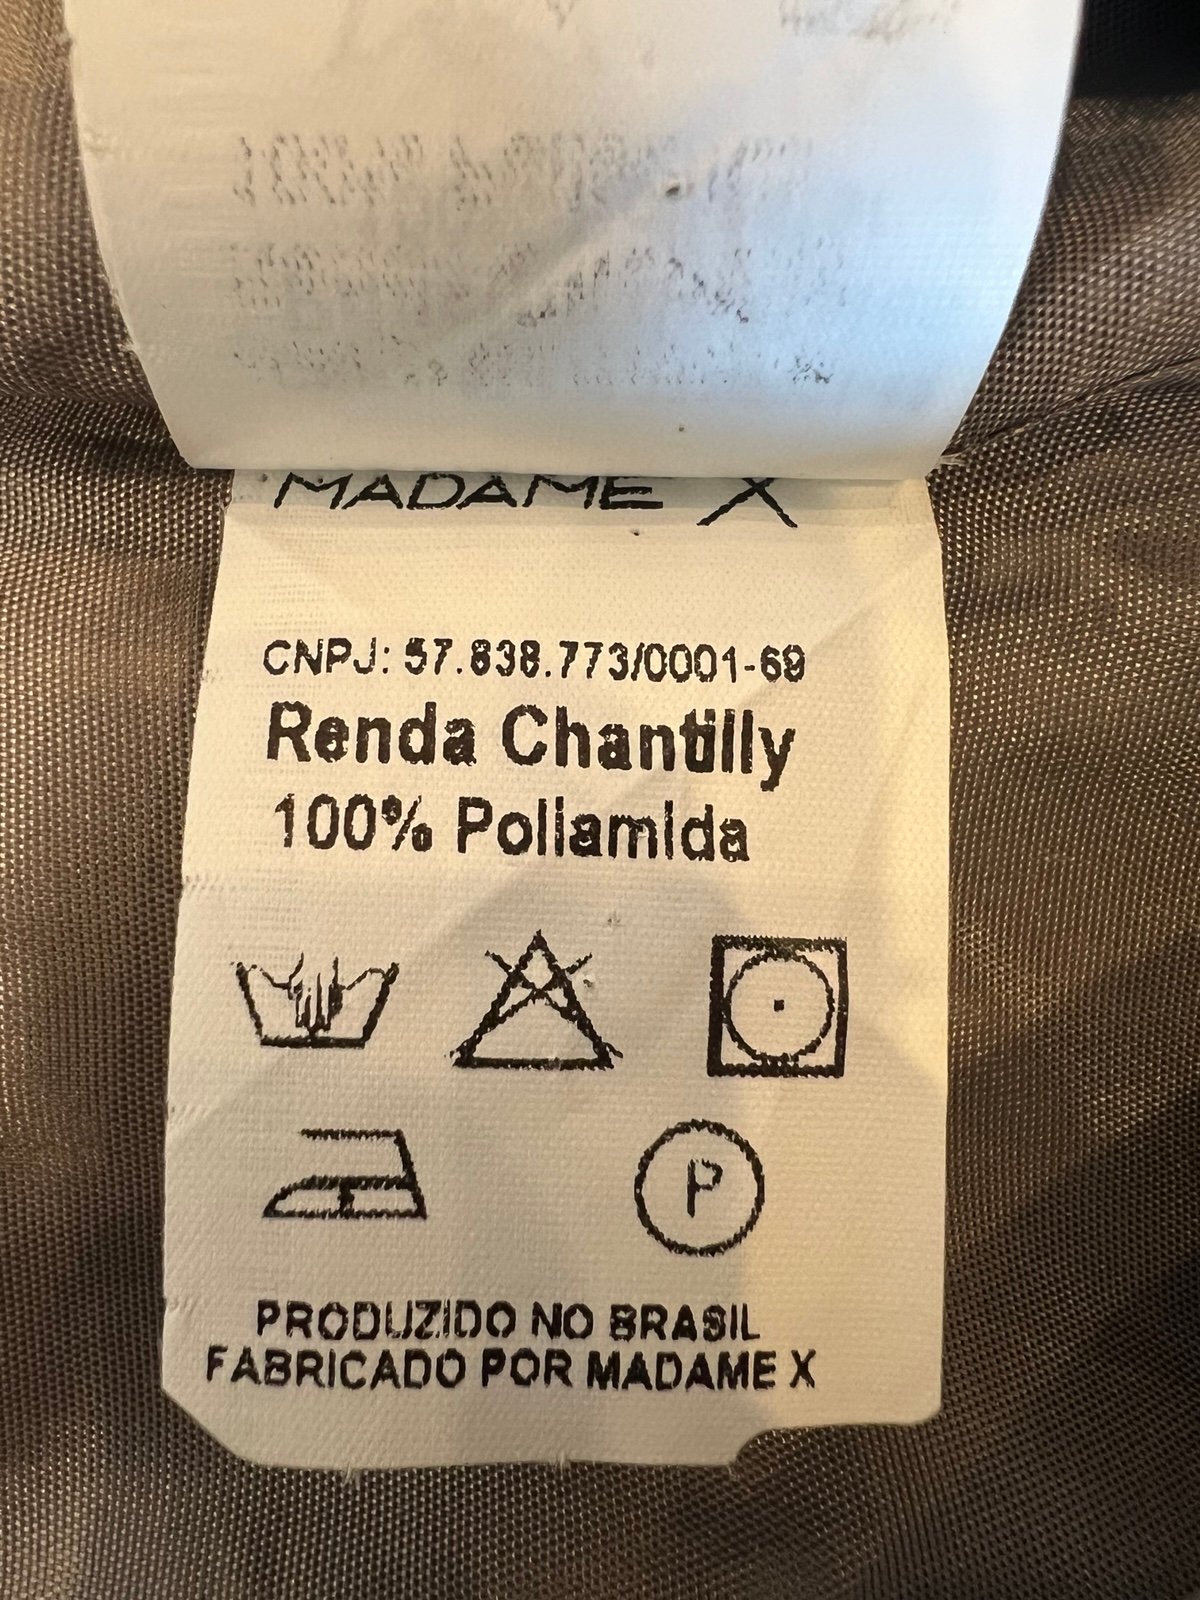 MADAME X
CNPJ: 57.838.773/0001-69
Renda Chantilly
100% Poliamida
P
PRODUZIDO NO BRASIL
FABRICADO POR MADAME X